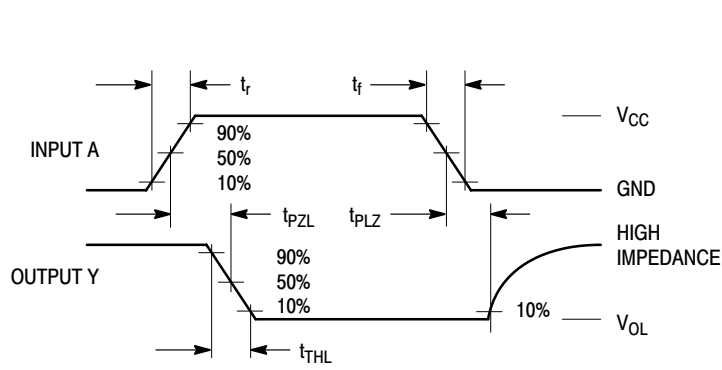 tr
tf
VCC
90%
INPUT A
50%
10%
GND
tPZL
tPLZ
HIGH
IMPEDANCE
90%
OUTPUT Y
50%
10%
10%
VOL
tTHL